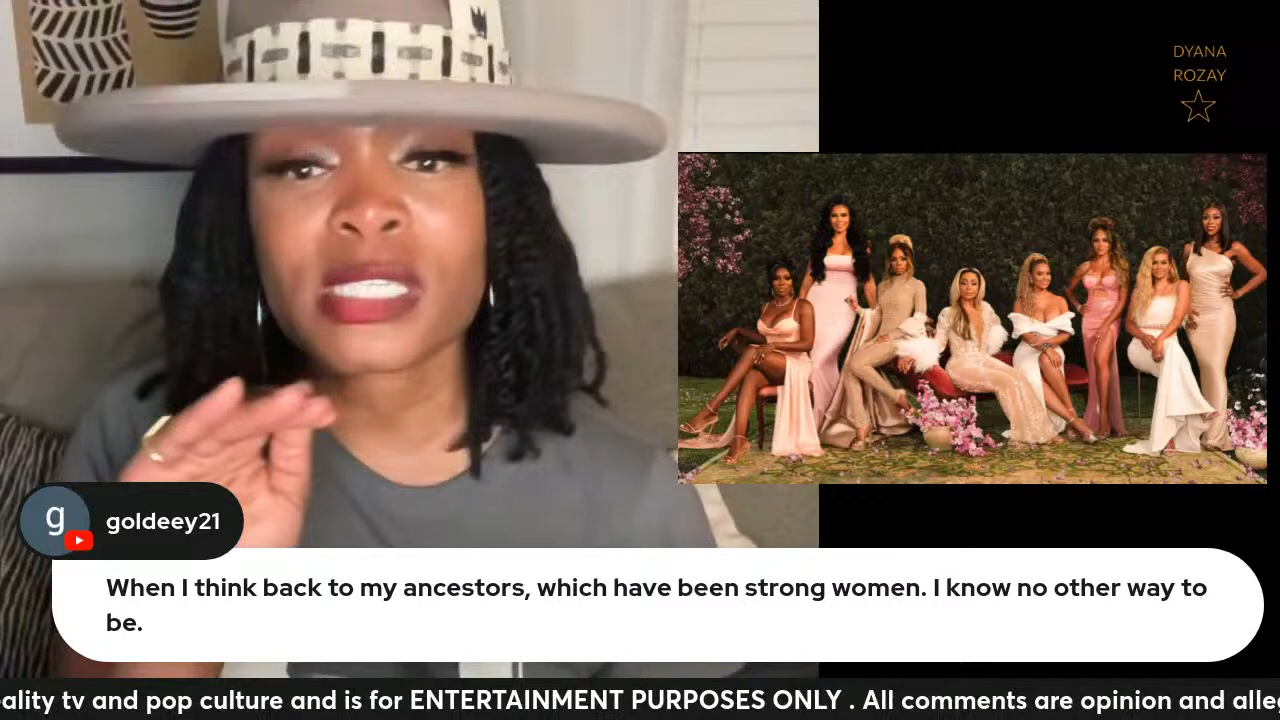 DYANA
ROZAY
g
goldeey21
When I think back to my ancestors, which have been strong women. I know no other way to
be.
ality tv and pop culture and is for ENTERTAINMENT PURPOSES ONLY . All comments are opinion and alle